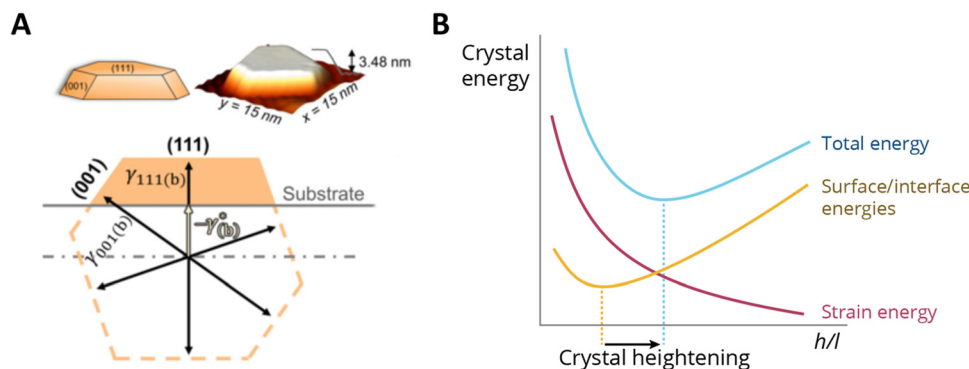 A
(111)
(001)
3.48 nm
y = 15 nm
x = 15 nm
(111)
(001)
γ111(b)
Substrate
γ001(b)
−γ*(b)
B
Crystal
energy
Total energy
Surface/interface
energies
Strain energy
h/l
Crystal heightening